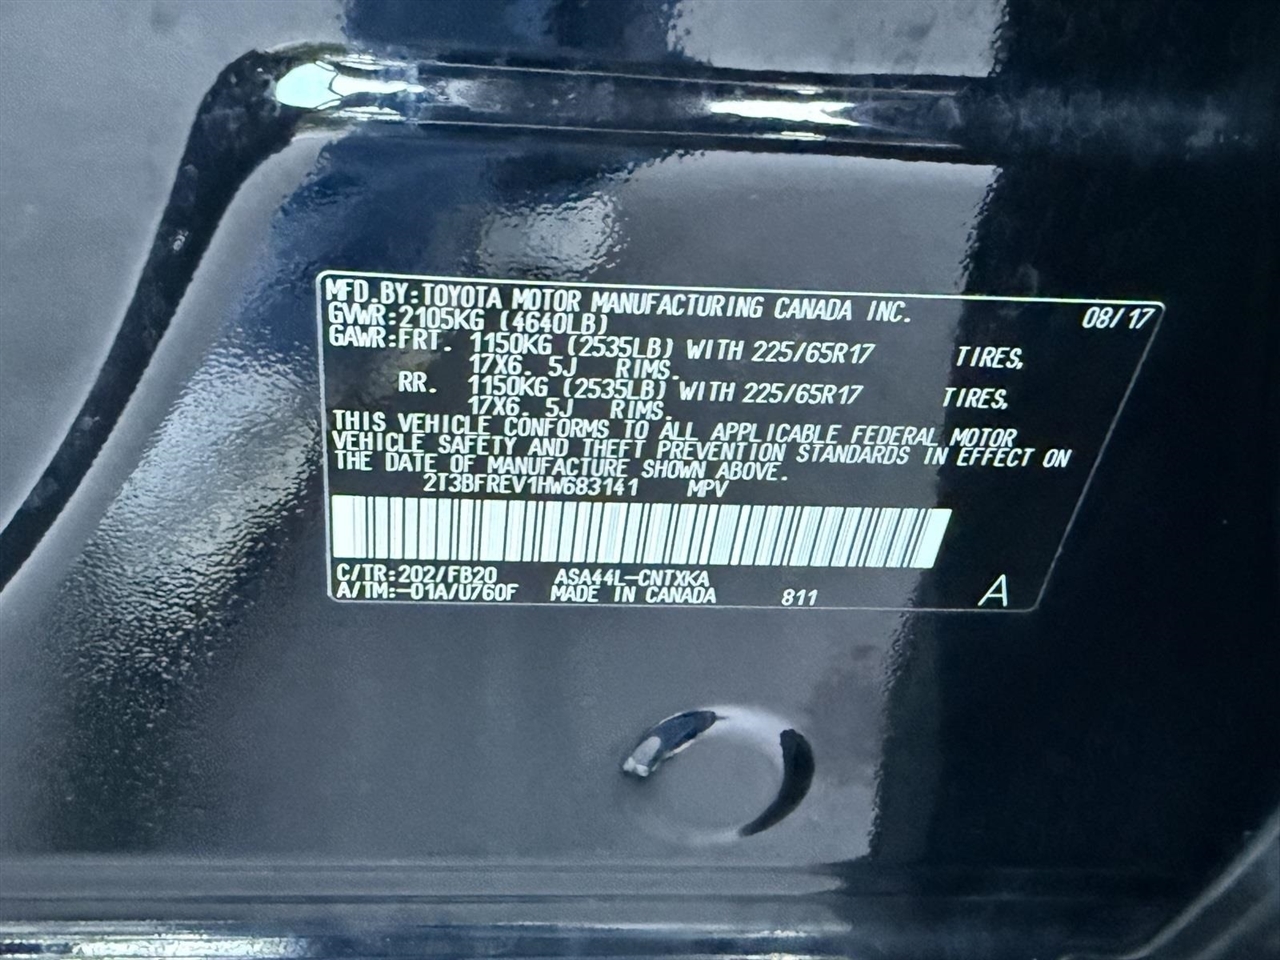 MFD.BY:TOYOTA MOTOR MANUFACTURING CANADA INC. 08/17
GVWR:2105KG (4640LB)
GAWR:FRT. 1150KG (2535LB) WITH 225/65R17 TIRES,
17X6. 5J RIMS.
RR. 1150KG (2535LB) WITH 225/65R17 TIRES,
17X6. 5J RIMS.
THIS VEHICLE CONFORMS TO ALL APPLICABLE FEDERAL MOTOR
VEHICLE SAFETY AND THEFT PREVENTION STANDARDS IN EFFECT ON
THE DATE OF MANUFACTURE SHOWN ABOVE.
2T3BFREV1HW683141 MPV
C/TR:202/FB20 ASA44L-CNTXKA
A/TM:-01A/U760F MADE IN CANADA 811 A